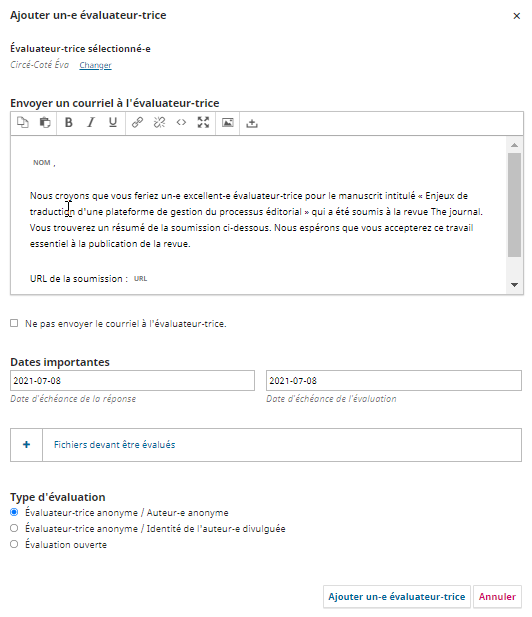 Ajouter un-e évaluateur-trice
×
Évaluateur-trice sélectionné-e
Circé-Coté Éva Changer
Envoyer un courriel à l'évaluateur-trice
B I U
NOM ,
Nous croyons que vous feriez un-e excellent-e évaluateur-trice pour le manuscrit intitulé « Enjeux de
traduction d'une plateforme de gestion du processus éditorial » qui a été soumis à la revue The journal.
Vous trouverez un résumé de la soumission ci-dessous. Nous espérons que vous accepterez ce travail
essentiel à la publication de la revue.
URL de la soumission : URL
Ne pas envoyer le courriel à l'évaluateur-trice.
Dates importantes
2021-07-08 2021-07-08
Date d'échéance de la réponse Date d'échéance de l'évaluation
+ Fichiers devant être évalués
Type d'évaluation
Évaluateur-trice anonyme / Auteur-e anonyme
Évaluateur-trice anonyme / Identité de l'auteur-e divulguée
Évaluation ouverte
Ajouter un-e évaluateur-trice Annuler